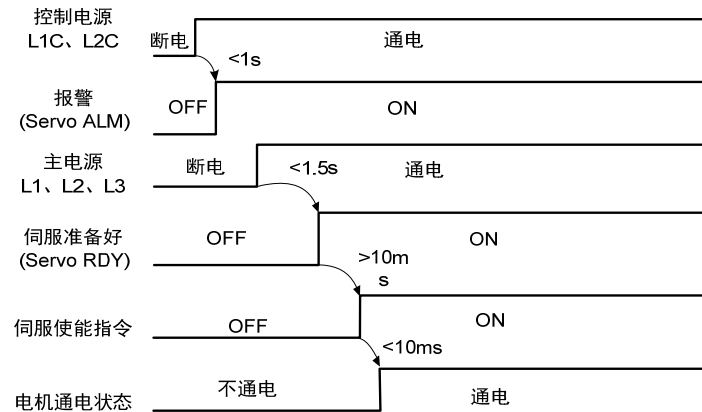 控制电源
L1C、L2C
断电
通电
<1s
报警
(Servo ALM)
OFF
ON
主电源
L1、L2、L3
断电
<1.5s
通电
伺服准备好
(Servo RDY)
OFF
ON
>10m
s
伺服使能指令
OFF
ON
<10ms
电机通电状态
不通电
通电